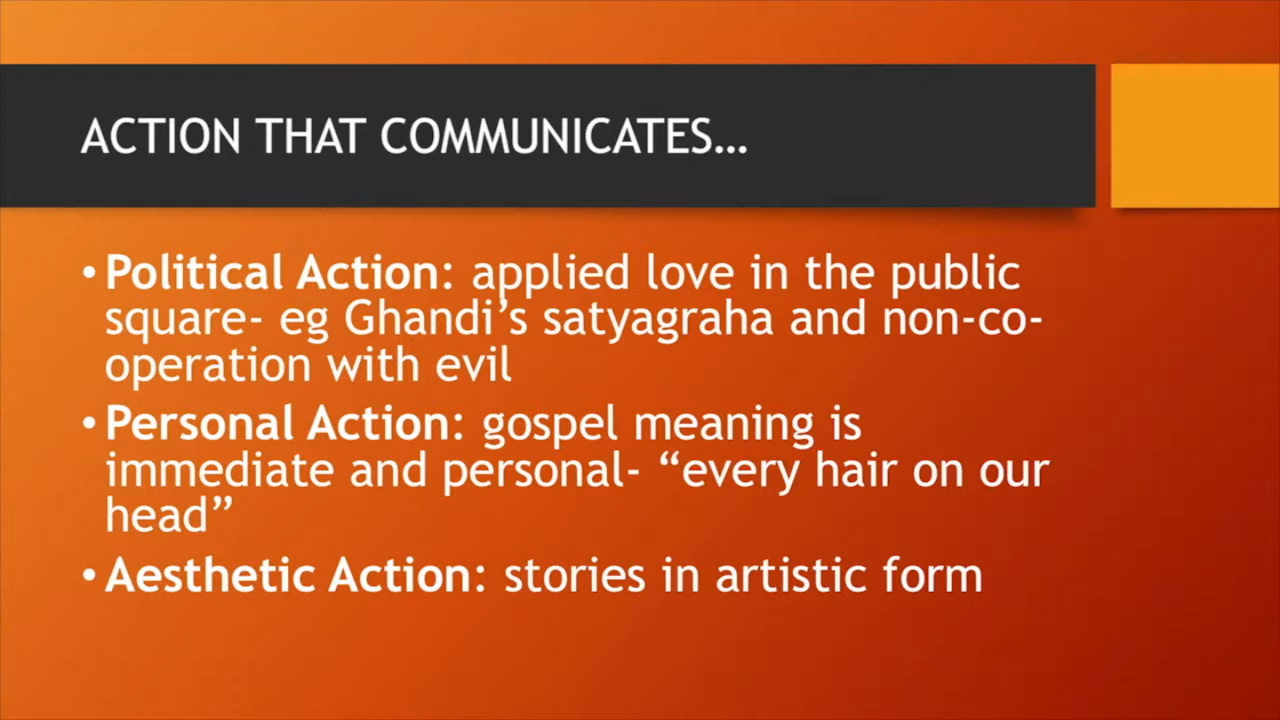 ACTION THAT COMMUNICATES…
•Political Action: applied love in the public
square- eg Ghandi’s satyagraha and non-co-
operation with evil
•Personal Action: gospel meaning is
immediate and personal- “every hair on our
head”
•Aesthetic Action: stories in artistic form